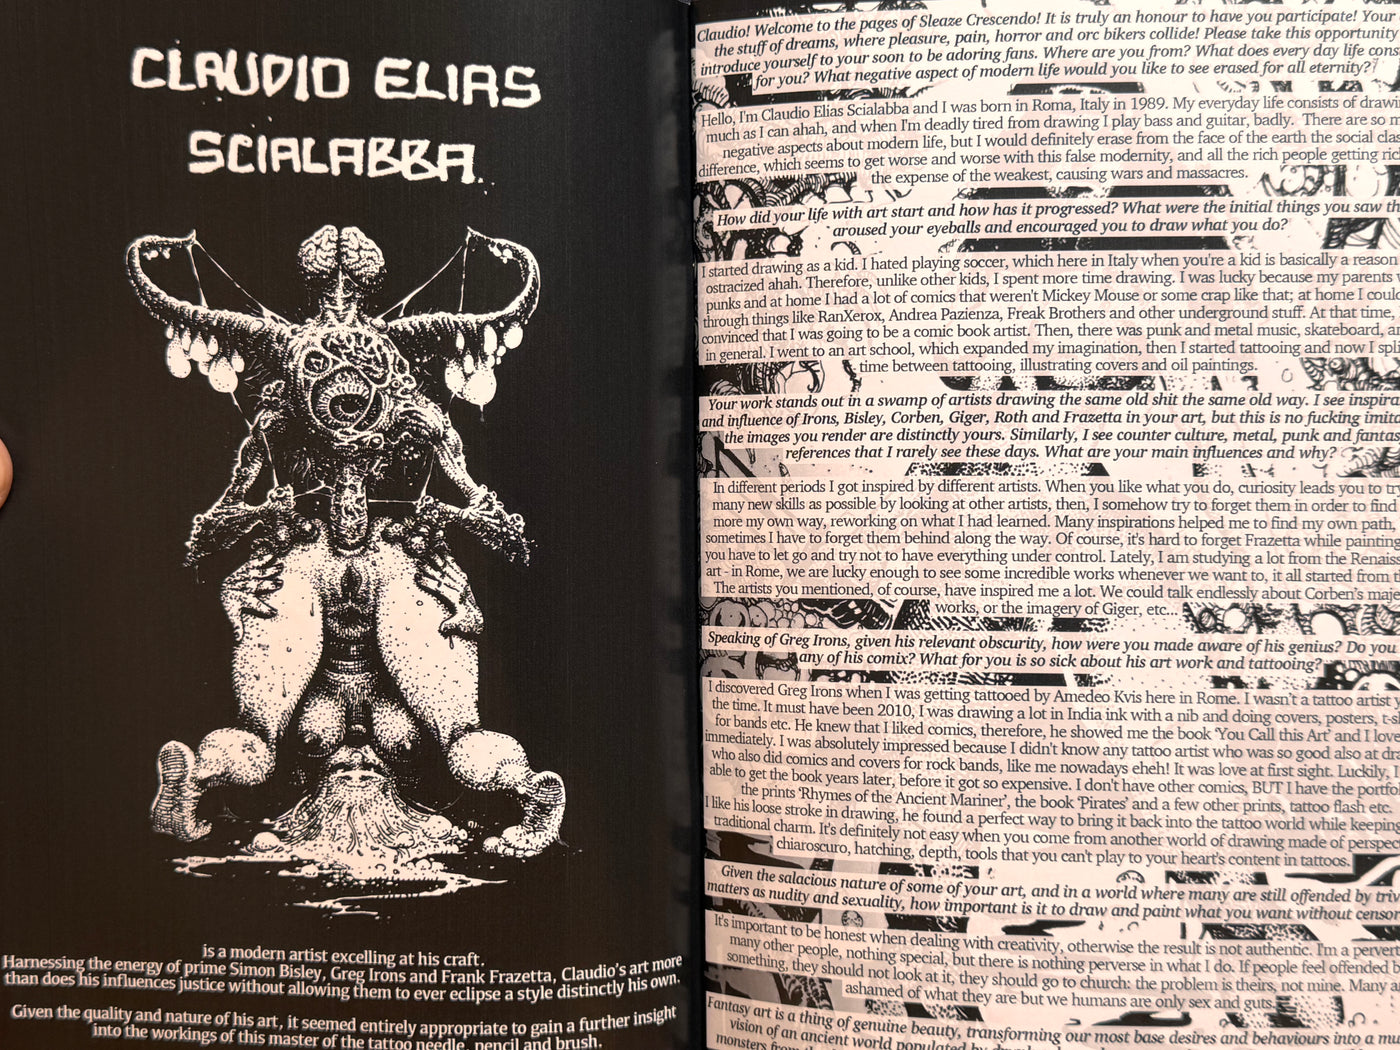 CLAUDIO ELIAS
SCIALABBA
is a modern artist excelling at his craft.
Harnessing the energy of prime Simon Bisley, Greg Irons and Frank Frazetta, Claudio's art more
than does his influences justice without allowing them to ever eclipse a style distinctly his own.
Given the quality and nature of his art, it seemed entirely appropriate to gain a further insight
into the workings of this master of the tattoo needle, pencil and brush.
Claudio! Welcome to the pages of Sleaze Crescendo! It is truly an honour to have you participate! Your
the stuff of dreams, where pleasure, pain, horror and orc bikers collide! Please take this opportunity
introduce yourself to your soon to be adoring fans. Where are you from? What does every day life cons
for you? What negative aspect of modern life would you like to see erased for all eternity?
Hello, I'm Claudio Elias Scialabba and I was born in Roma, Italy in 1989. My everyday life consists of drawi
much as I can ahah, and when I'm deadly tired from drawing I play bass and guitar, badly. There are so m
negative aspects about modern life, but I would definitely erase from the face of the earth the social clas
difference, which seems to get worse and worse with this false modernity, and all the rich people getting ric
the expense of the weakest, causing wars and massacres.
How did your life with art start and how has it progressed? What were the initial things you saw th
aroused your eyeballs and encouraged you to draw what you do?
I started drawing as a kid. I hated playing soccer, which here in Italy when you're a kid is basically a reason
ostracized ahah. Therefore, unlike other kids, I spent more time drawing. I was lucky because my parents
punks and at home I had a lot of comics that weren't Mickey Mouse or some crap like that; at home I coul
through things like RanXerox, Andrea Pazienza, Freak Brothers and other underground stuff. At that time,
convinced that I was going to be a comic book artist. Then, there was punk and metal music, skateboard, a
in general. I went to an art school, which expanded my imagination, then I started tattooing and now I spli
time between tattooing, illustrating covers and oil paintings.
Your work stands out in a swamp of artists drawing the same old shit the same old way. I see inspira
and influence of Irons, Bisley, Corben, Giger, Roth and Frazetta in your art, but this is no fucking imita
the images you render are distinctly yours. Similarly, I see counter culture, metal, punk and fantas
references that I rarely see these days. What are your main influences and why?
In different periods I got inspired by different artists. When you like what you do, curiosity leads you to try
many new skills as possible by looking at other artists, then, I somehow try to forget them in order to find
more my own way, reworking on what I had learned. Many inspirations helped me to find my own path,
sometimes I have to forget them behind along the way. Of course, it's hard to forget Frazetta while painting
you have to let go and try not to have everything under control. Lately, I am studying a lot from the Renais
art - in Rome, we are lucky enough to see some incredible works whenever we want to, it all started from t
The artists you mentioned, of course, have inspired me a lot. We could talk endlessly about Corben's maje
works, or the imagery of Giger, etc...
Speaking of Greg Irons, given his relevant obscurity, how were you made aware of his genius? Do you
any of his comix? What for you is so sick about his art work and tattooing?
I discovered Greg Irons when I was getting tattooed by Amedeo Kvis here in Rome. I wasn't a tattoo artist
the time. It must have been 2010, I was drawing a lot in India ink with a nib and doing covers, posters, t-s
for bands etc. He knew that I liked comics, therefore, he showed me the book 'You Call this Art' and I love
immediately. I was absolutely impressed because I didn't know any tattoo artist who was so good also at dra
who also did comics and covers for rock bands, like me nowadays eheh! It was love at first sight. Luckily,
able to get the book years later, before it got so expensive. I don't have other comics, BUT I have the portfol
the prints 'Rhymes of the Ancient Mariner', the book 'Pirates' and a few other prints, tattoo flash etc.
I like his loose stroke in drawing, he found a perfect way to bring it back into the tattoo world while keepin
traditional charm. It's definitely not easy when you come from another world of drawing made of perspec
chiaroscuro, hatching, depth, tools that you can't play to your heart's content in tattoos.
Given the salacious nature of some of your art, and in a world where many are still offended by triv
matters as nudity and sexuality, how important is it to draw and paint what you want without censor
It's important to be honest when dealing with creativity, otherwise the result is not authentic. I'm a pervert
many other people, nothing special, but there is nothing perverse in what I do. If people feel offended
something, they should not look at it, they should go to church: the problem is theirs, not mine. Many a
ashamed of what they are but we humans are only sex and guts.
Fantasy art is a thing of genuine beauty, transforming our most base desires and behaviours into a
vision of an ancient world populated by
monsters from